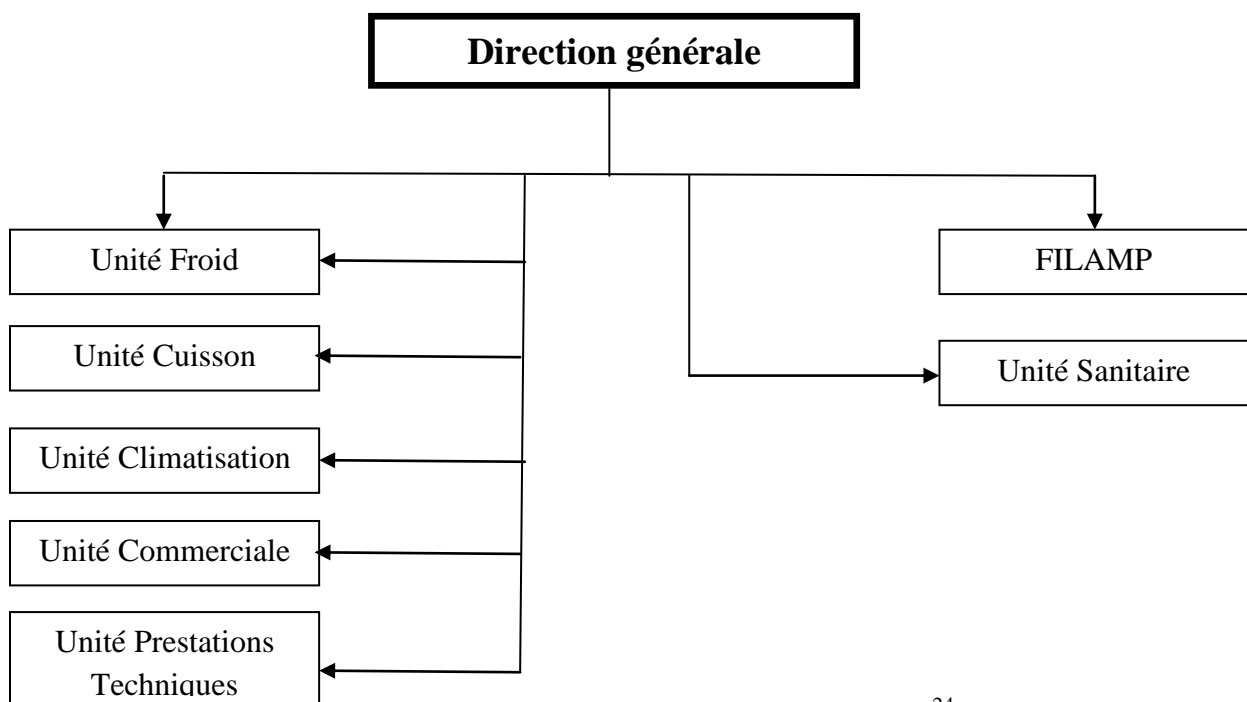 Direction générale
Unité Froid
FILAMP
Unité Cuisson
Unité Sanitaire
Unité Climatisation
Unité Commerciale
Unité Prestations
Techniques